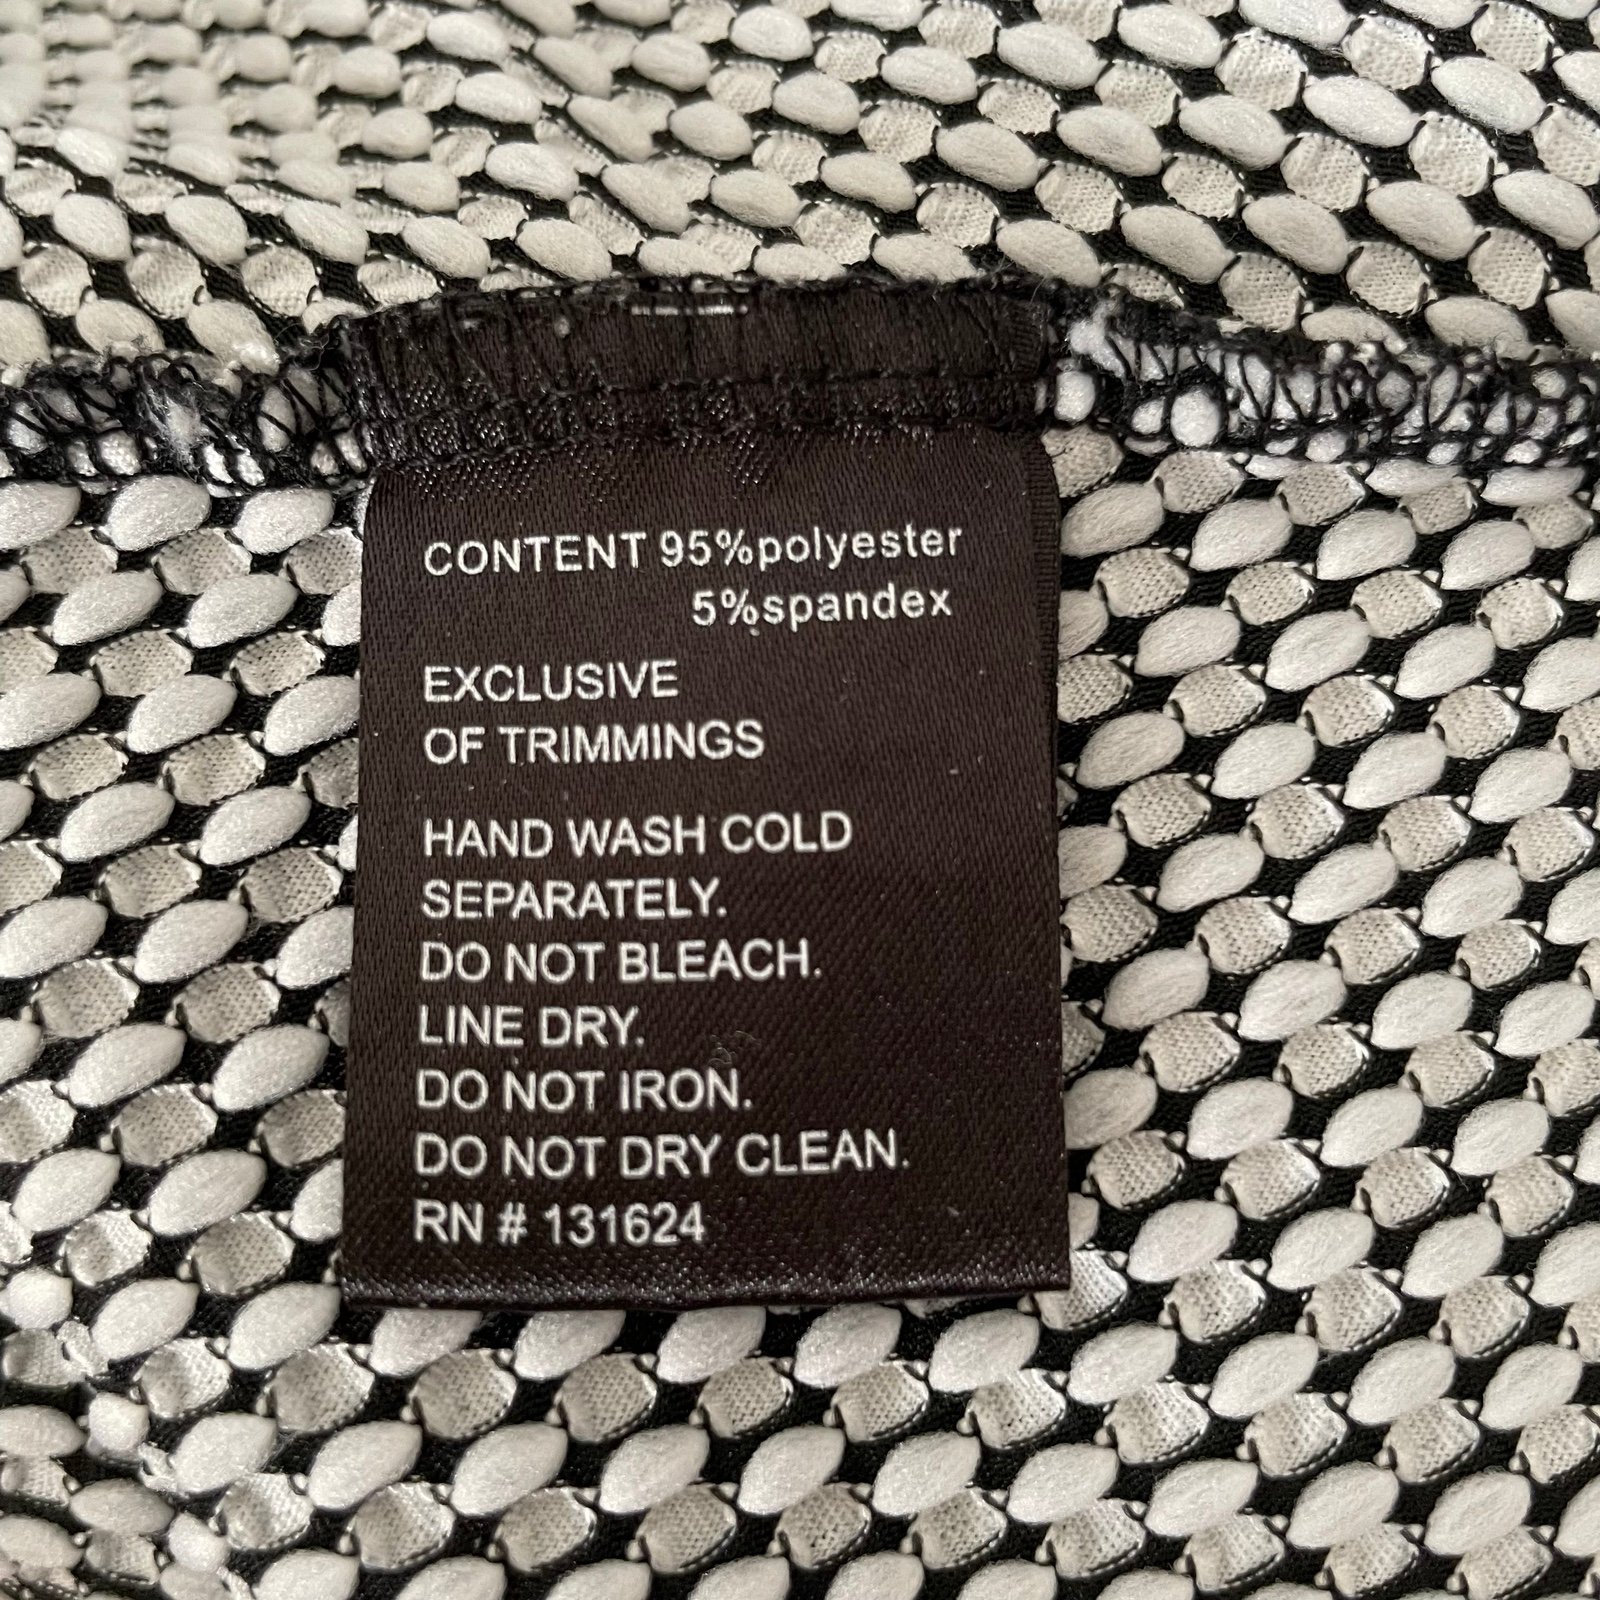 CONTENT 95%polyester
5%spandex
EXCLUSIVE
OF TRIMMINGS
HAND WASH COLD
SEPARATELY.
DO NOT BLEACH.
LINE DRY.
DO NOT IRON.
DO NOT DRY CLEAN.
RN # 131624